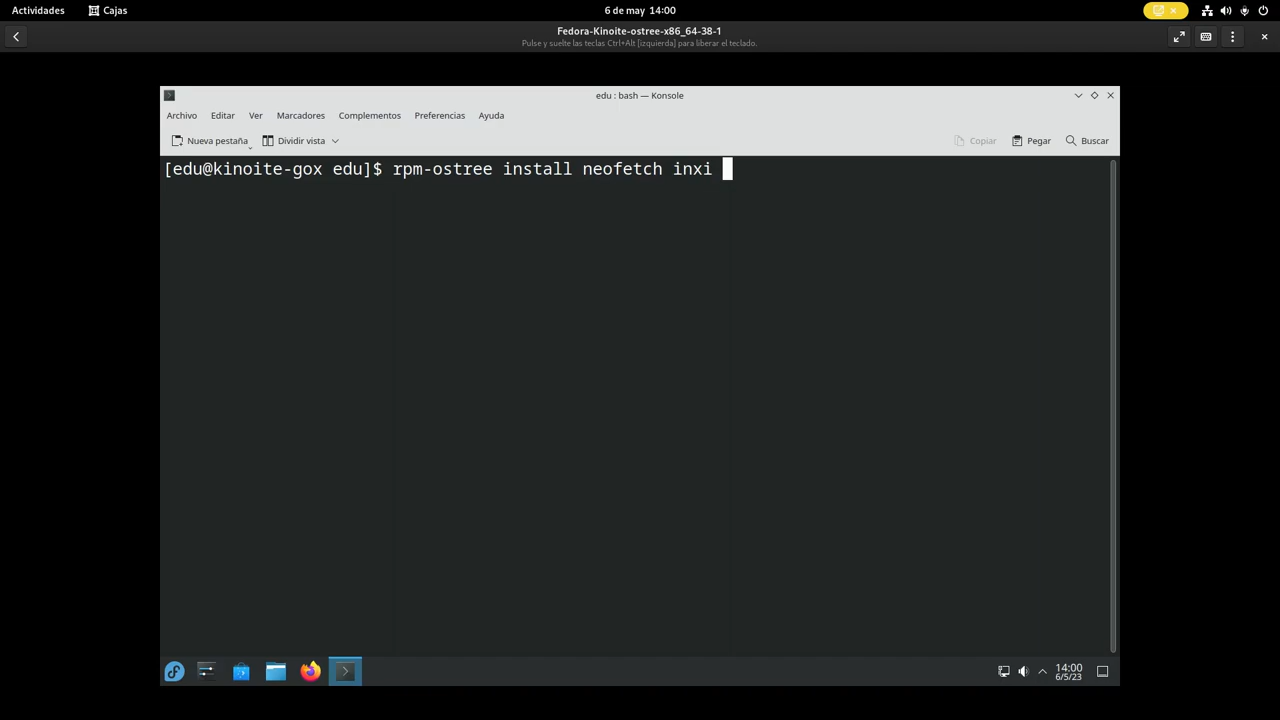 Actividades Cajas 6 de may 14:00
Fedora-Kinoite-ostree-x86_64-38-1
Pulse y suelte las teclas Ctrl+Alt [izquierda] para liberar el teclado.
edu : bash — Konsole
Archivo Editar Ver Marcadores Complementos Preferencias Ayuda
Nueva pestaña Dividir vista Copiar Pegar Buscar
[edu@kinoite-gox edu]$ rpm-ostree install neofetch inxi
14:00
6/5/23